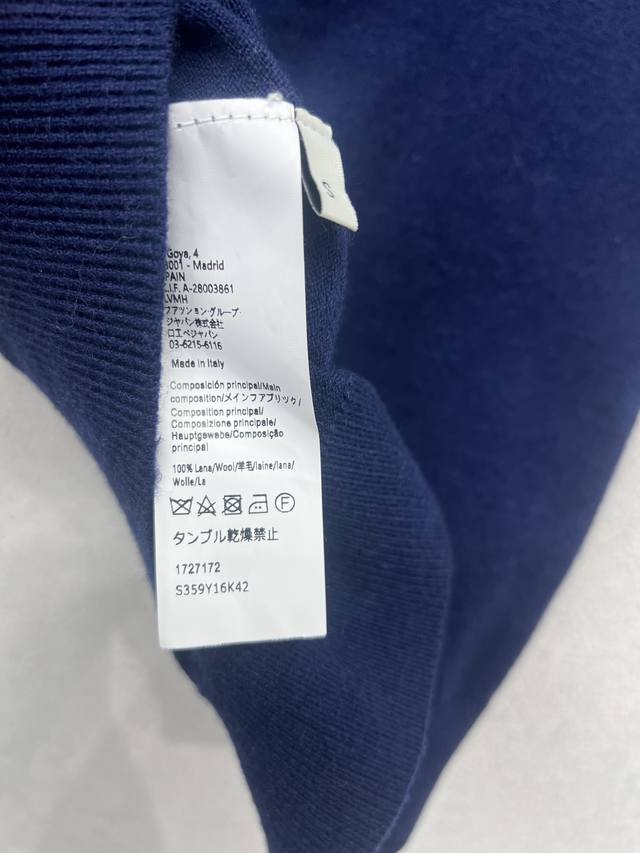 Goya, 4
001 - Madrid
PAIN
C.I.F. A-28003861
LVMH
ファッション・グループ・
ジャパン株式会社
ロエベジャパン
03-6215-6116
Made in Italy
Composición principal/Main
composition/メインファブリック/
Composition principal/
Composizione principale/
Hauptgewebe/Composição
principal
100% Lana/Wool/羊毛/laine/lana/
Wolle/La
F
タンブル乾燥禁止
1727172
S359Y16K42
S